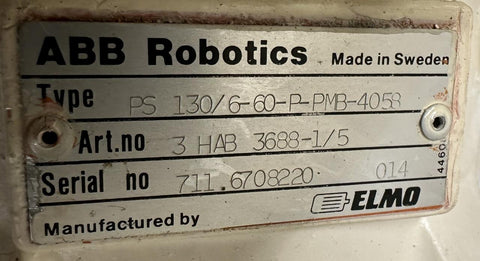 ABB Robotics Made in Sweden
Type PS 130/6-60-P-PMB-4058
Art.no 3 HAB 3688-1/5
Serial no 711.6708220 014
Manufactured by ELMO
4460